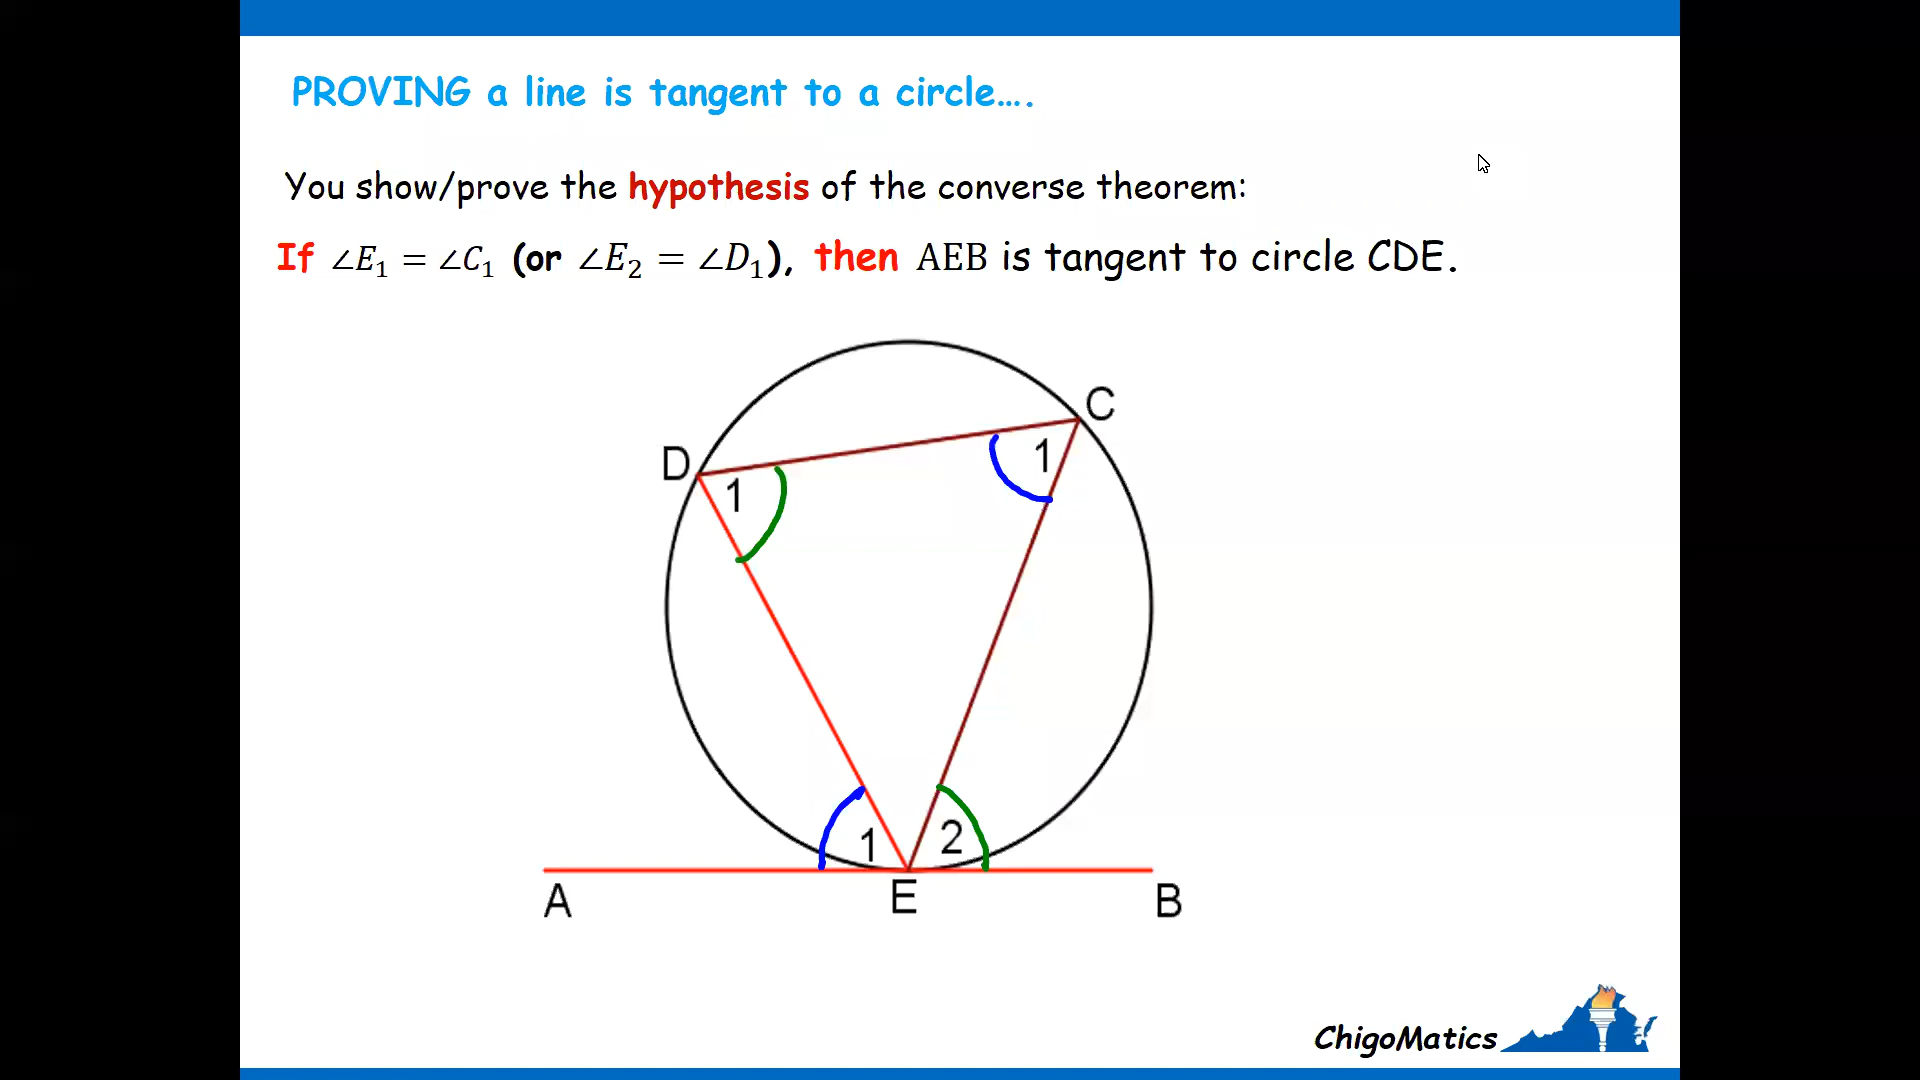 PROVING a line is tangent to a circle….
You show/prove the hypothesis of the converse theorem:
If ∠E₁ = ∠C₁ (or ∠E₂ = ∠D₁), then AEB is tangent to circle CDE.
C
D
1
1
1
2
A
E
B
ChigoMatics